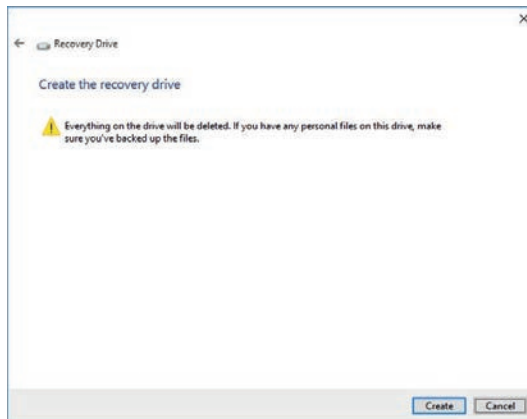 Recovery Drive
Create the recovery drive
Everything on the drive will be deleted. If you have any personal files on this drive, make
sure you've backed up the files.
Create Cancel